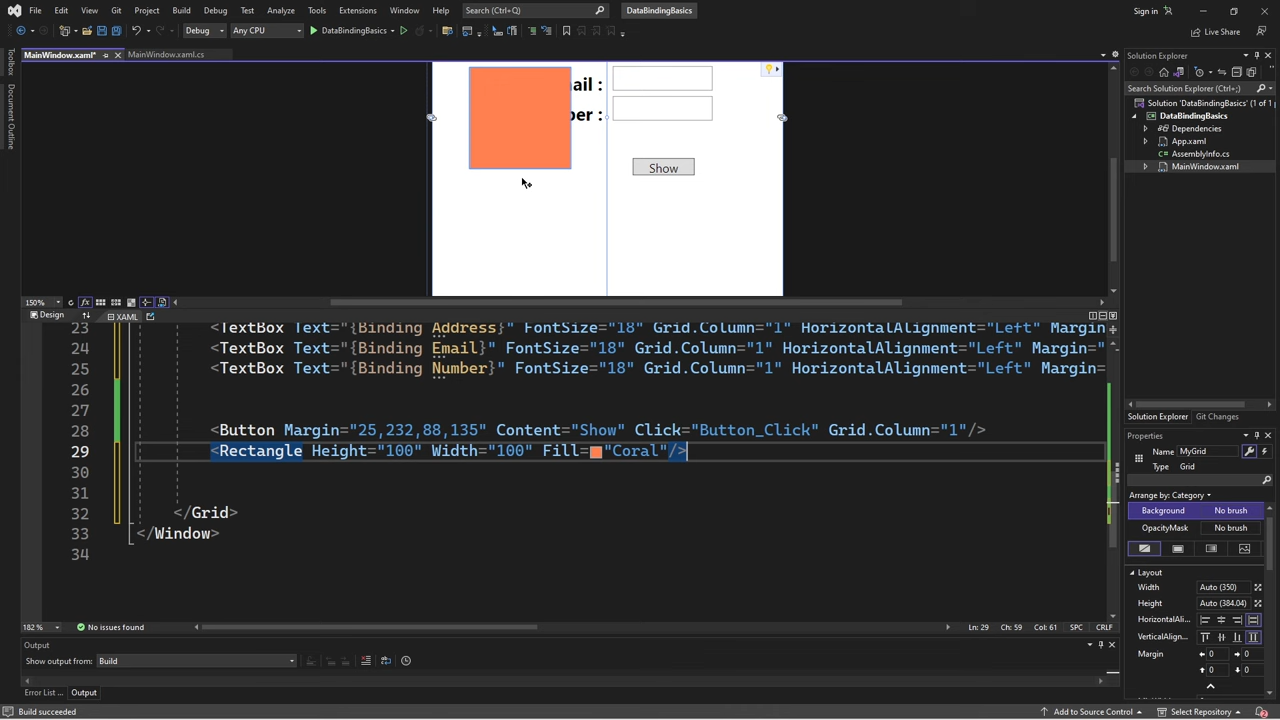 File Edit View Git Project Build Debug Test Analyze Tools Extensions Window Help Search (Ctrl+Q) DataBindingBasics Sign in
Debug Any CPU DataBindingBasics Live Share
MainWindow.xaml* MainWindow.xaml.cs
Toolbox
Document Outline
ail :
ber :
Show
150%
Design XAML
23 <TextBox Text="{Binding Address}" FontSize="18" Grid.Column="1" HorizontalAlignment="Left" Margin
24 <TextBox Text="{Binding Email}" FontSize="18" Grid.Column="1" HorizontalAlignment="Left" Margin="
25 <TextBox Text="{Binding Number}" FontSize="18" Grid.Column="1" HorizontalAlignment="Left" Margin=
26
27
28 <Button Margin="25,232,88,135" Content="Show" Click="Button_Click" Grid.Column="1"/>
29 <Rectangle Height="100" Width="100" Fill="Coral"/>
30
31
32 </Grid>
33 </Window>
34
182 % No issues found Ln: 29 Ch: 59 Col: 61 SPC CRLF
Output
Show output from: Build
Error List ... Output
Build succeeded
Solution Explorer
Search Solution Explorer (Ctrl+;)
Solution 'DataBindingBasics' (1 of 1
DataBindingBasics
Dependencies
App.xaml
AssemblyInfo.cs
MainWindow.xaml
Solution Explorer Git Changes
Properties
Name MyGrid
Type Grid
Arrange by: Category
Background No brush
OpacityMask No brush
Layout
Width Auto (350)
Height Auto (384.04)
HorizontalAli...
VerticalAlign...
Margin 0 0
0 0
Add to Source Control Select Repository 2